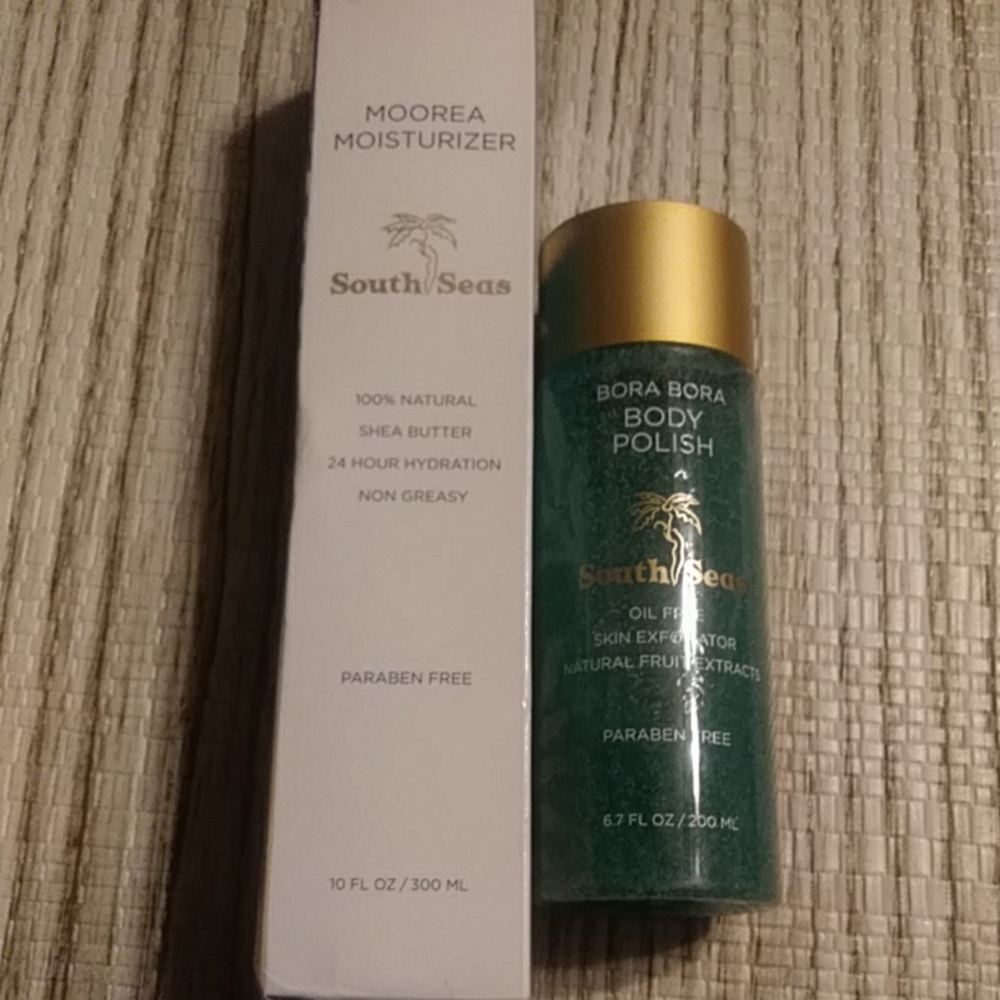 MOOREA
MOISTURIZER
South Seas
100% NATURAL
SHEA BUTTER
24 HOUR HYDRATION
NON GREASY
PARABEN FREE
10 FL OZ / 300 ML
BORA BORA
BODY
POLISH
South Seas
OIL FREE
SKIN EXFOLIATOR
NATURAL FRUIT EXTRACTS
PARABEN FREE
6.7 FL OZ / 200 ML